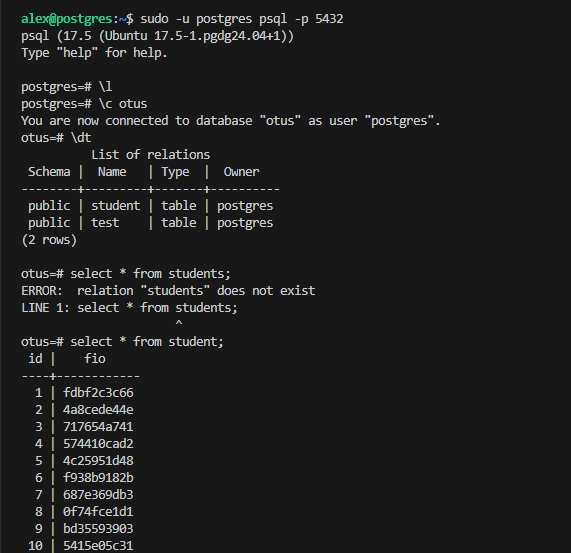 alex@postgres:~$ sudo -u postgres psql -p 5432
psql (17.5 (Ubuntu 17.5-1.pgdg24.04+1))
Type "help" for help.

postgres=# \l
postgres=# \c otus
You are now connected to database "otus" as user "postgres".
otus=# \dt
          List of relations
 Schema |  Name   | Type  |  Owner
--------+---------+-------+----------
 public | student | table | postgres
 public | test    | table | postgres
(2 rows)

otus=# select * from students;
ERROR:  relation "students" does not exist
LINE 1: select * from students;
                      ^
otus=# select * from student;
 id |    fio
----+------------
  1 | fdbf2c3c66
  2 | 4a8cede44e
  3 | 717654a741
  4 | 574410cad2
  5 | 4c25951d48
  6 | f938b9182b
  7 | 687e369db3
  8 | 0f74fce1d1
  9 | bd35593903
 10 | 5415e05c31